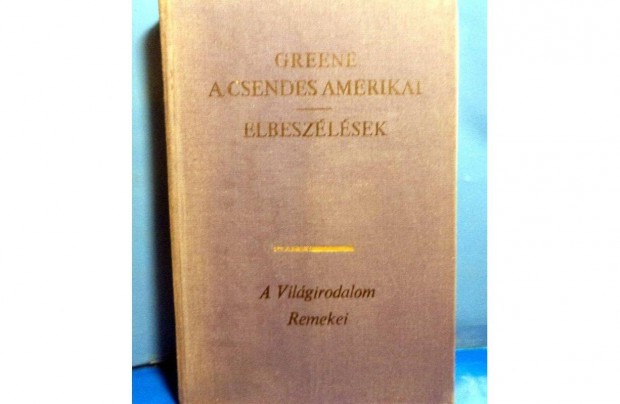 GREENE
A CSENDES AMERIKAI
ELBESZÉLÉSEK
A Világirodalom
Remekei